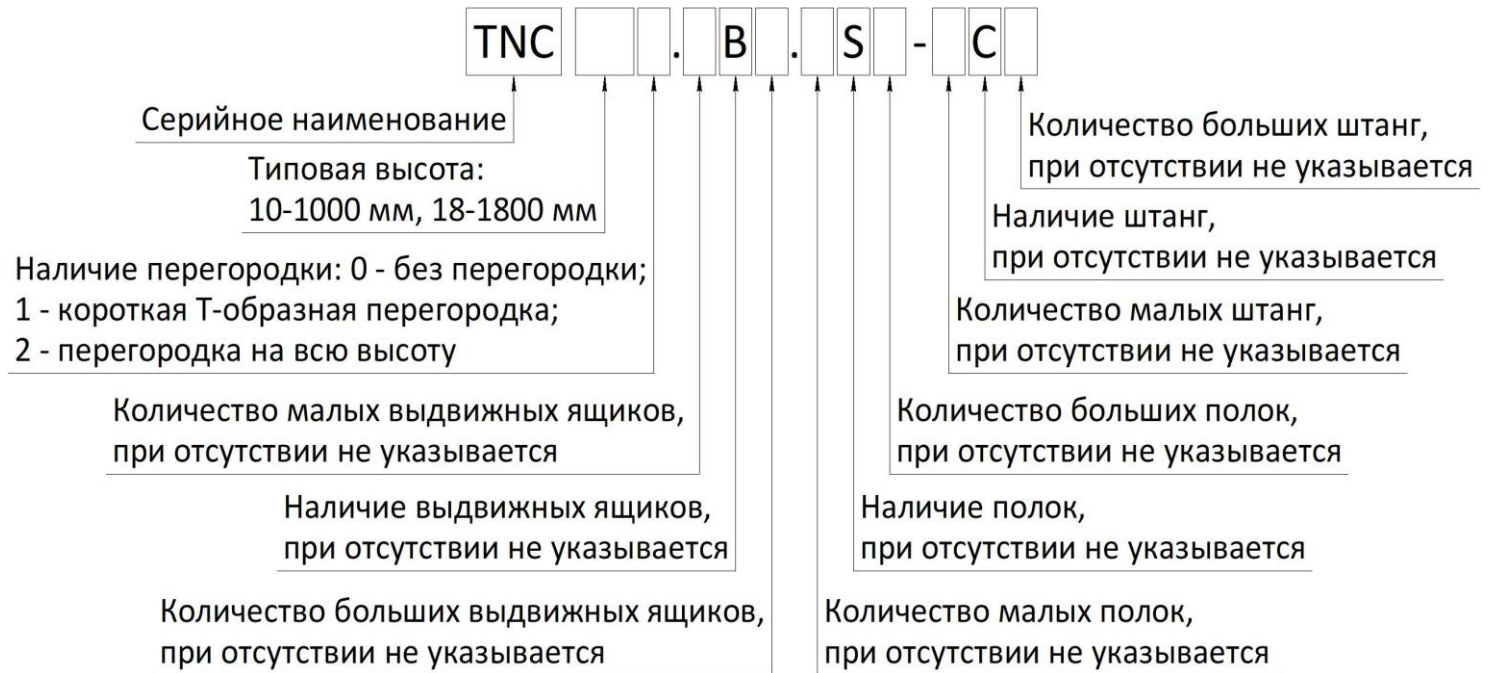 TNC . B . S - C
Серийное наименование
Типовая высота:
10-1000 мм, 18-1800 мм
Наличие перегородки: 0 - без перегородки;
1 - короткая Т-образная перегородка;
2 - перегородка на всю высоту
Количество малых выдвижных ящиков,
при отсутствии не указывается
Наличие выдвижных ящиков,
при отсутствии не указывается
Количество больших выдвижных ящиков,
при отсутствии не указывается
Количество больших штанг,
при отсутствии не указывается
Наличие штанг,
при отсутствии не указывается
Количество малых штанг,
при отсутствии не указывается
Количество больших полок,
при отсутствии не указывается
Наличие полок,
при отсутствии не указывается
Количество малых полок,
при отсутствии не указывается